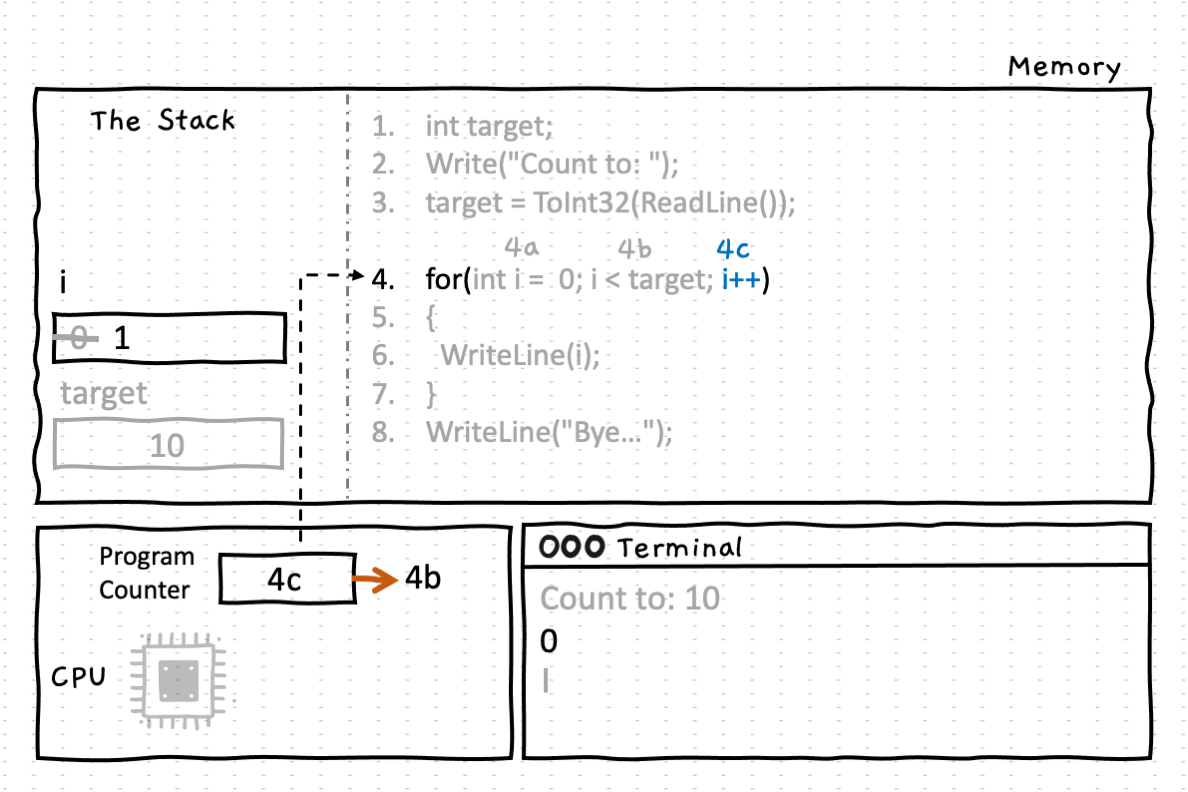 Memory
The Stack
1. int target;
2. Write("Count to: ");
3. target = ToInt32(ReadLine());
4a 4b 4c
4. for(int i = 0; i < target; i++)
5. {
6. WriteLine(i);
7. }
8. WriteLine("Bye...");
i
0 1
target
10
Program
Counter
4c
4b
CPU
Terminal
Count to: 10
0